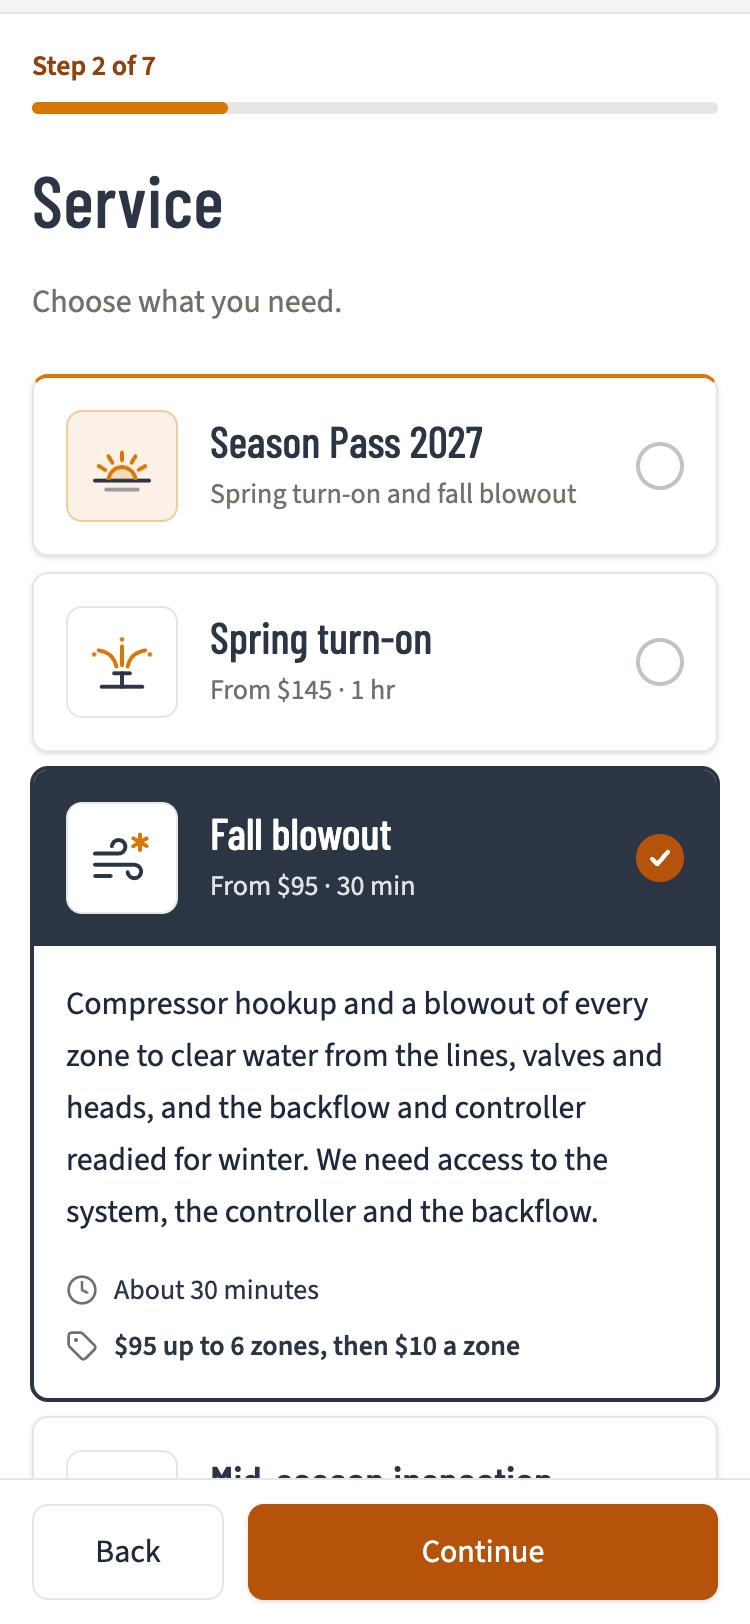 Step 2 of 7
Service
Choose what you need.
Season Pass 2027
Spring turn-on and fall blowout
Spring turn-on
From $145 · 1 hr
Fall blowout
From $95 · 30 min
Compressor hookup and a blowout of every
zone to clear water from the lines, valves and
heads, and the backflow and controller
readied for winter. We need access to the
system, the controller and the backflow.
About 30 minutes
$95 up to 6 zones, then $10 a zone
Mid-season inspection
Back
Continue